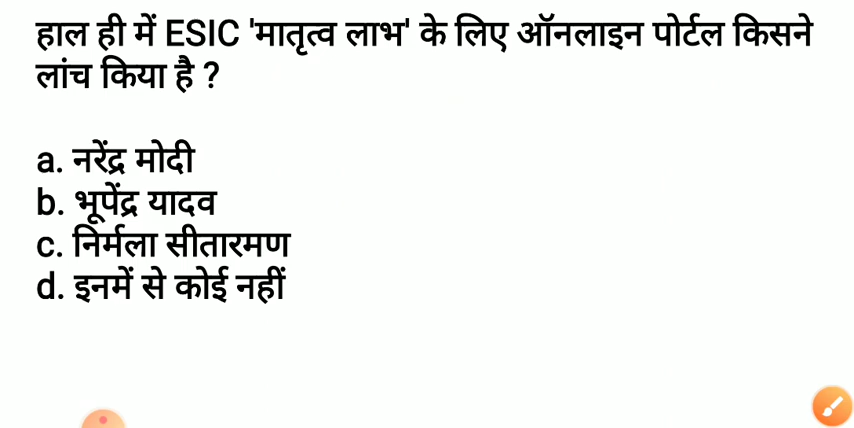 हाल ही में ESIC 'मातृत्व लाभ' के लिए ऑनलाइन पोर्टल किसने
लांच किया है ?
a. नरेंद्र मोदी
b. भूपेंद्र यादव
c. निर्मला सीतारमण
d. इनमें से कोई नहीं